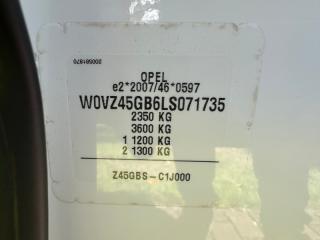 OPEL
e2*2007/46*0597
W0VZ45GB6LS071735
2350 KG
3600 KG
1 1200 KG
2 1300 KG
Z45GBS-C1J000